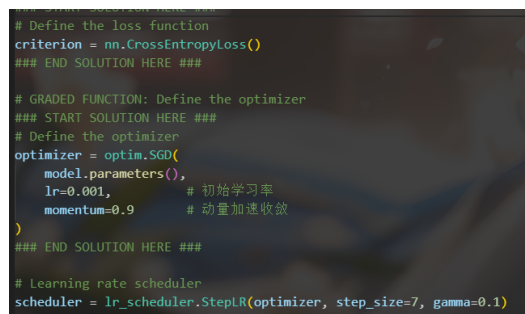 ### START SOLUTION HERE ###
# Define the loss function
criterion = nn.CrossEntropyLoss()
### END SOLUTION HERE ###
# GRADED FUNCTION: Define the optimizer
### START SOLUTION HERE ###
# Define the optimizer
optimizer = optim.SGD(
    model.parameters(),
    lr=0.001,          # 初始学习率
    momentum=0.9       # 动量加速收敛
)
### END SOLUTION HERE ###
# Learning rate scheduler
scheduler = lr_scheduler.StepLR(optimizer, step_size=7, gamma=0.1)